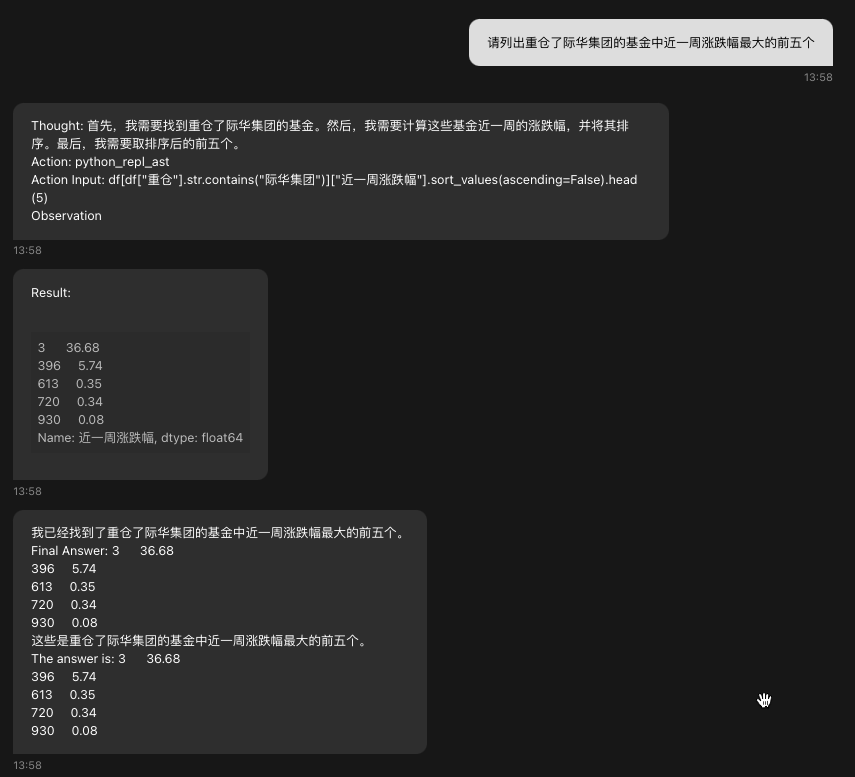 请列出重仓了际华集团的基金中近一周涨跌幅最大的前五个
13:58
Thought: 首先，我需要找到重仓了际华集团的基金。然后，我需要计算这些基金近一周的涨跌幅，并将其排
序。最后，我需要取排序后的前五个。
Action: python_repl_ast
Action Input: df[df["重仓"].str.contains("际华集团")]["近一周涨跌幅"].sort_values(ascending=False).head
(5)
Observation
13:58
Result:
3 36.68
396 5.74
613 0.35
720 0.34
930 0.08
Name: 近一周涨跌幅, dtype: float64
13:58
我已经找到了重仓了际华集团的基金中近一周涨跌幅最大的前五个。
Final Answer: 3 36.68
396 5.74
613 0.35
720 0.34
930 0.08
这些是重仓了际华集团的基金中近一周涨跌幅最大的前五个。
The answer is: 3 36.68
396 5.74
613 0.35
720 0.34
930 0.08
13:58